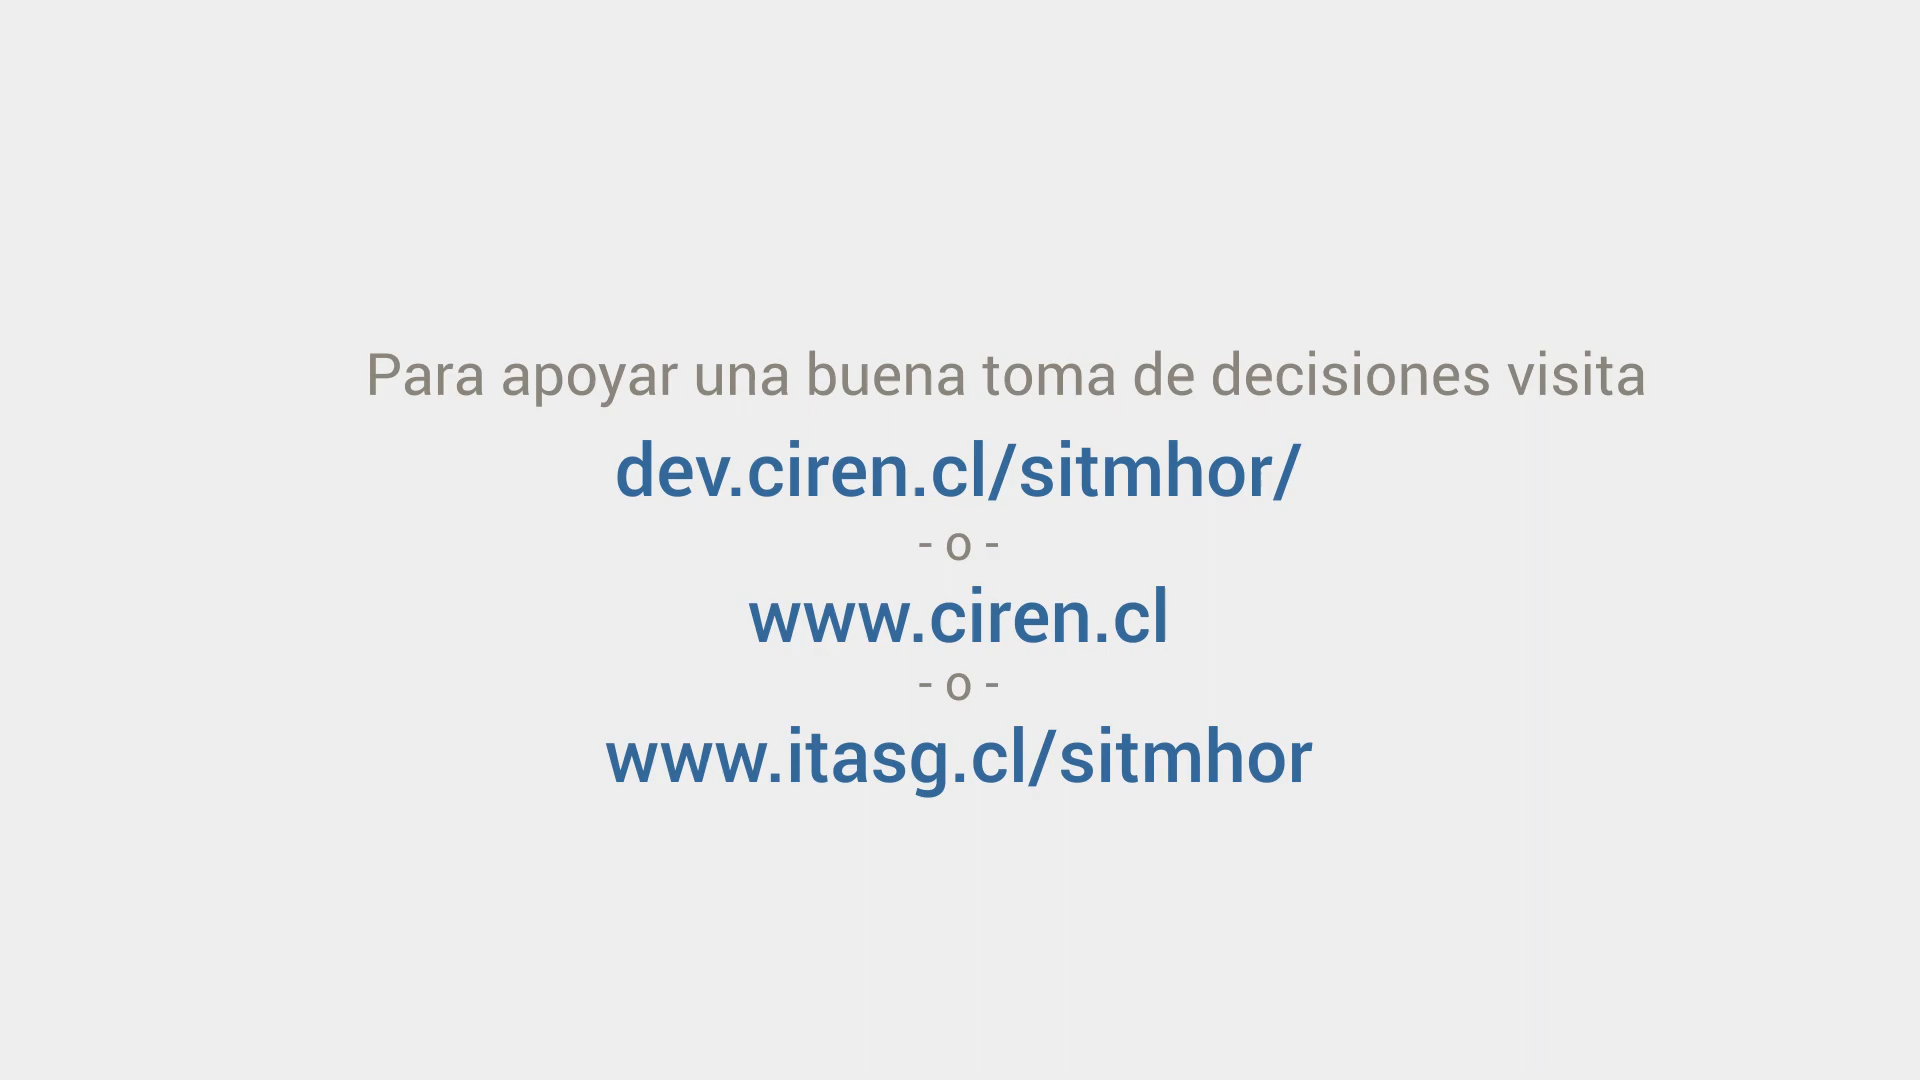 Para apoyar una buena toma de decisiones visita
dev.ciren.cl/sitmhor/
- o -
www.ciren.cl
- o -
www.itasg.cl/sitmhor